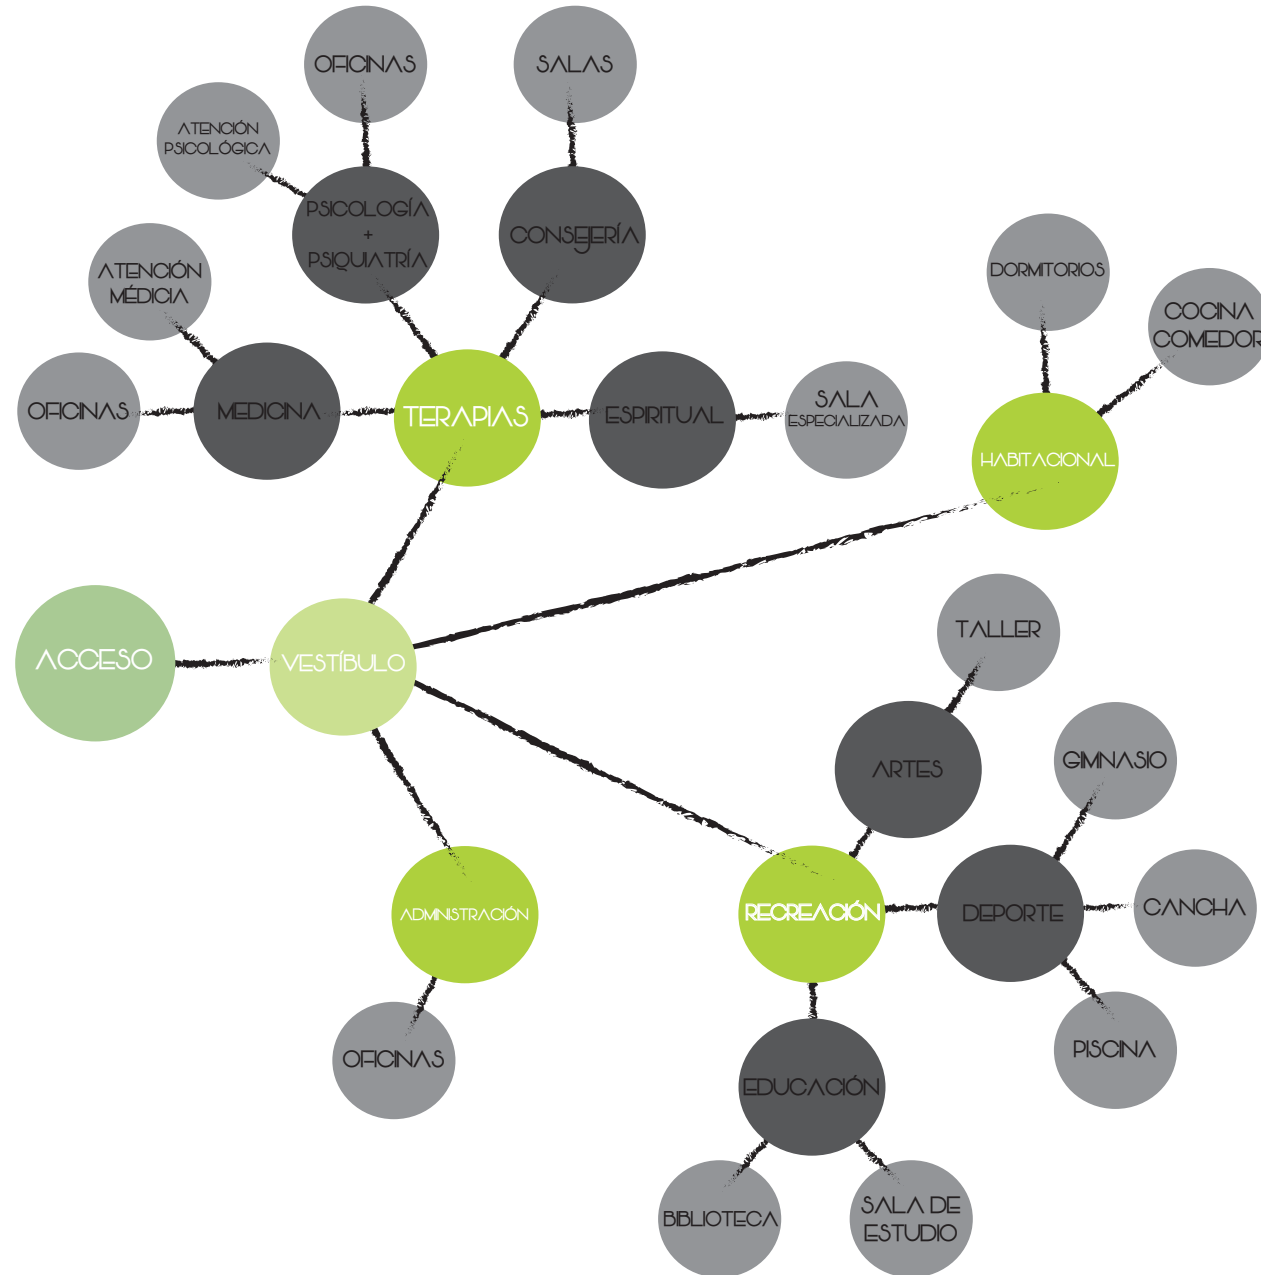 OFICINAS
SALAS
ATENCIÓN
PSICOLÓGICA
PSICOLOGÍA
+
PSIQUIATRÍA
CONSEJERÍA
ATENCIÓN
MÉDICIA
DORMITORIOS
COCINA
COMEDOR
OFICINAS
MEDICINA
TERAPIAS
ESPIRITUAL
SALA
ESPECIALIZADA
HABITACIONAL
ACCESO
VESTÍBULO
TALLER
ARTES
GIMNASIO
ADMINISTRACIÓN
RECREACIÓN
DEPORTE
CANCHA
OFICINAS
PISCINA
EDUCACIÓN
BIBLIOTECA
SALA DE
ESTUDIO